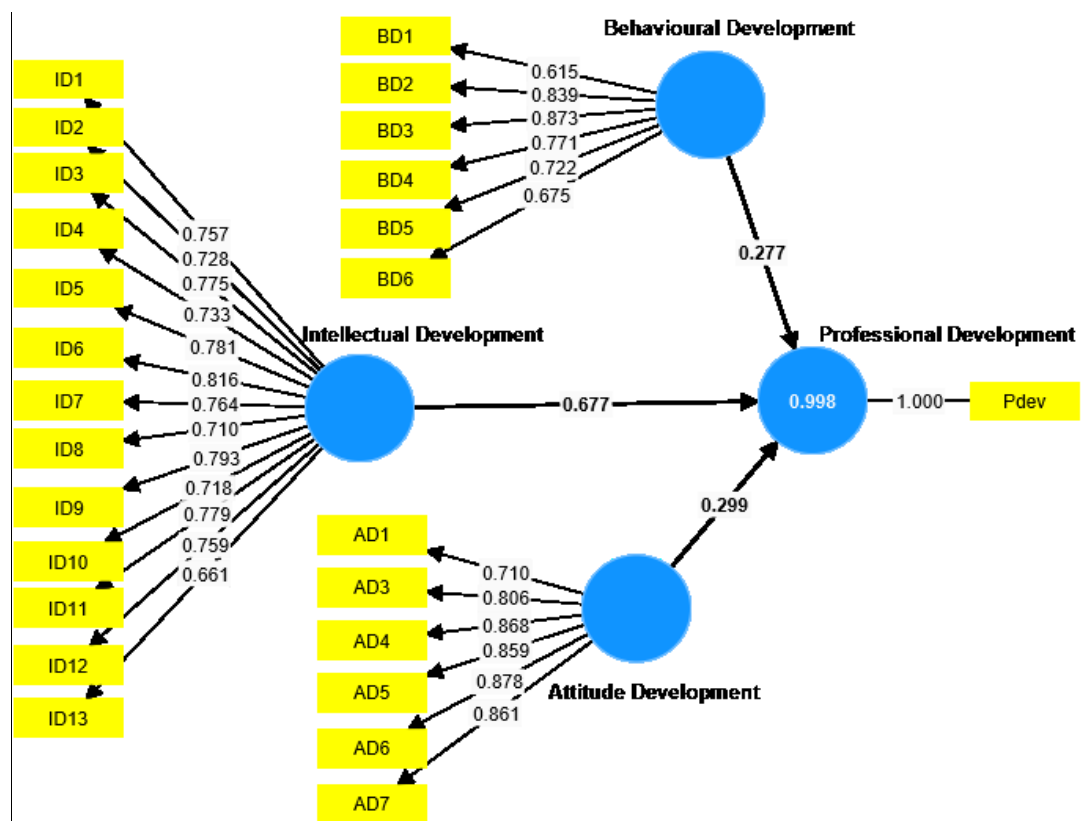 Behavioural Development
BD1
BD2
BD3
BD4
BD5
BD6
0.615
0.839
0.873
0.771
0.722
0.675
ID1
ID2
ID3
ID4
ID5
ID6
ID7
ID8
ID9
ID10
ID11
ID12
ID13
0.757
0.728
0.775
0.733
0.781
0.816
0.764
0.710
0.793
0.718
0.779
0.759
0.661
Intellectual Development
0.277
0.677
0.299
Professional Development
0.998
1.000
Pdev
AD1
AD3
AD4
AD5
AD6
AD7
0.710
0.806
0.868
0.859
0.878
0.861
Attitude Development